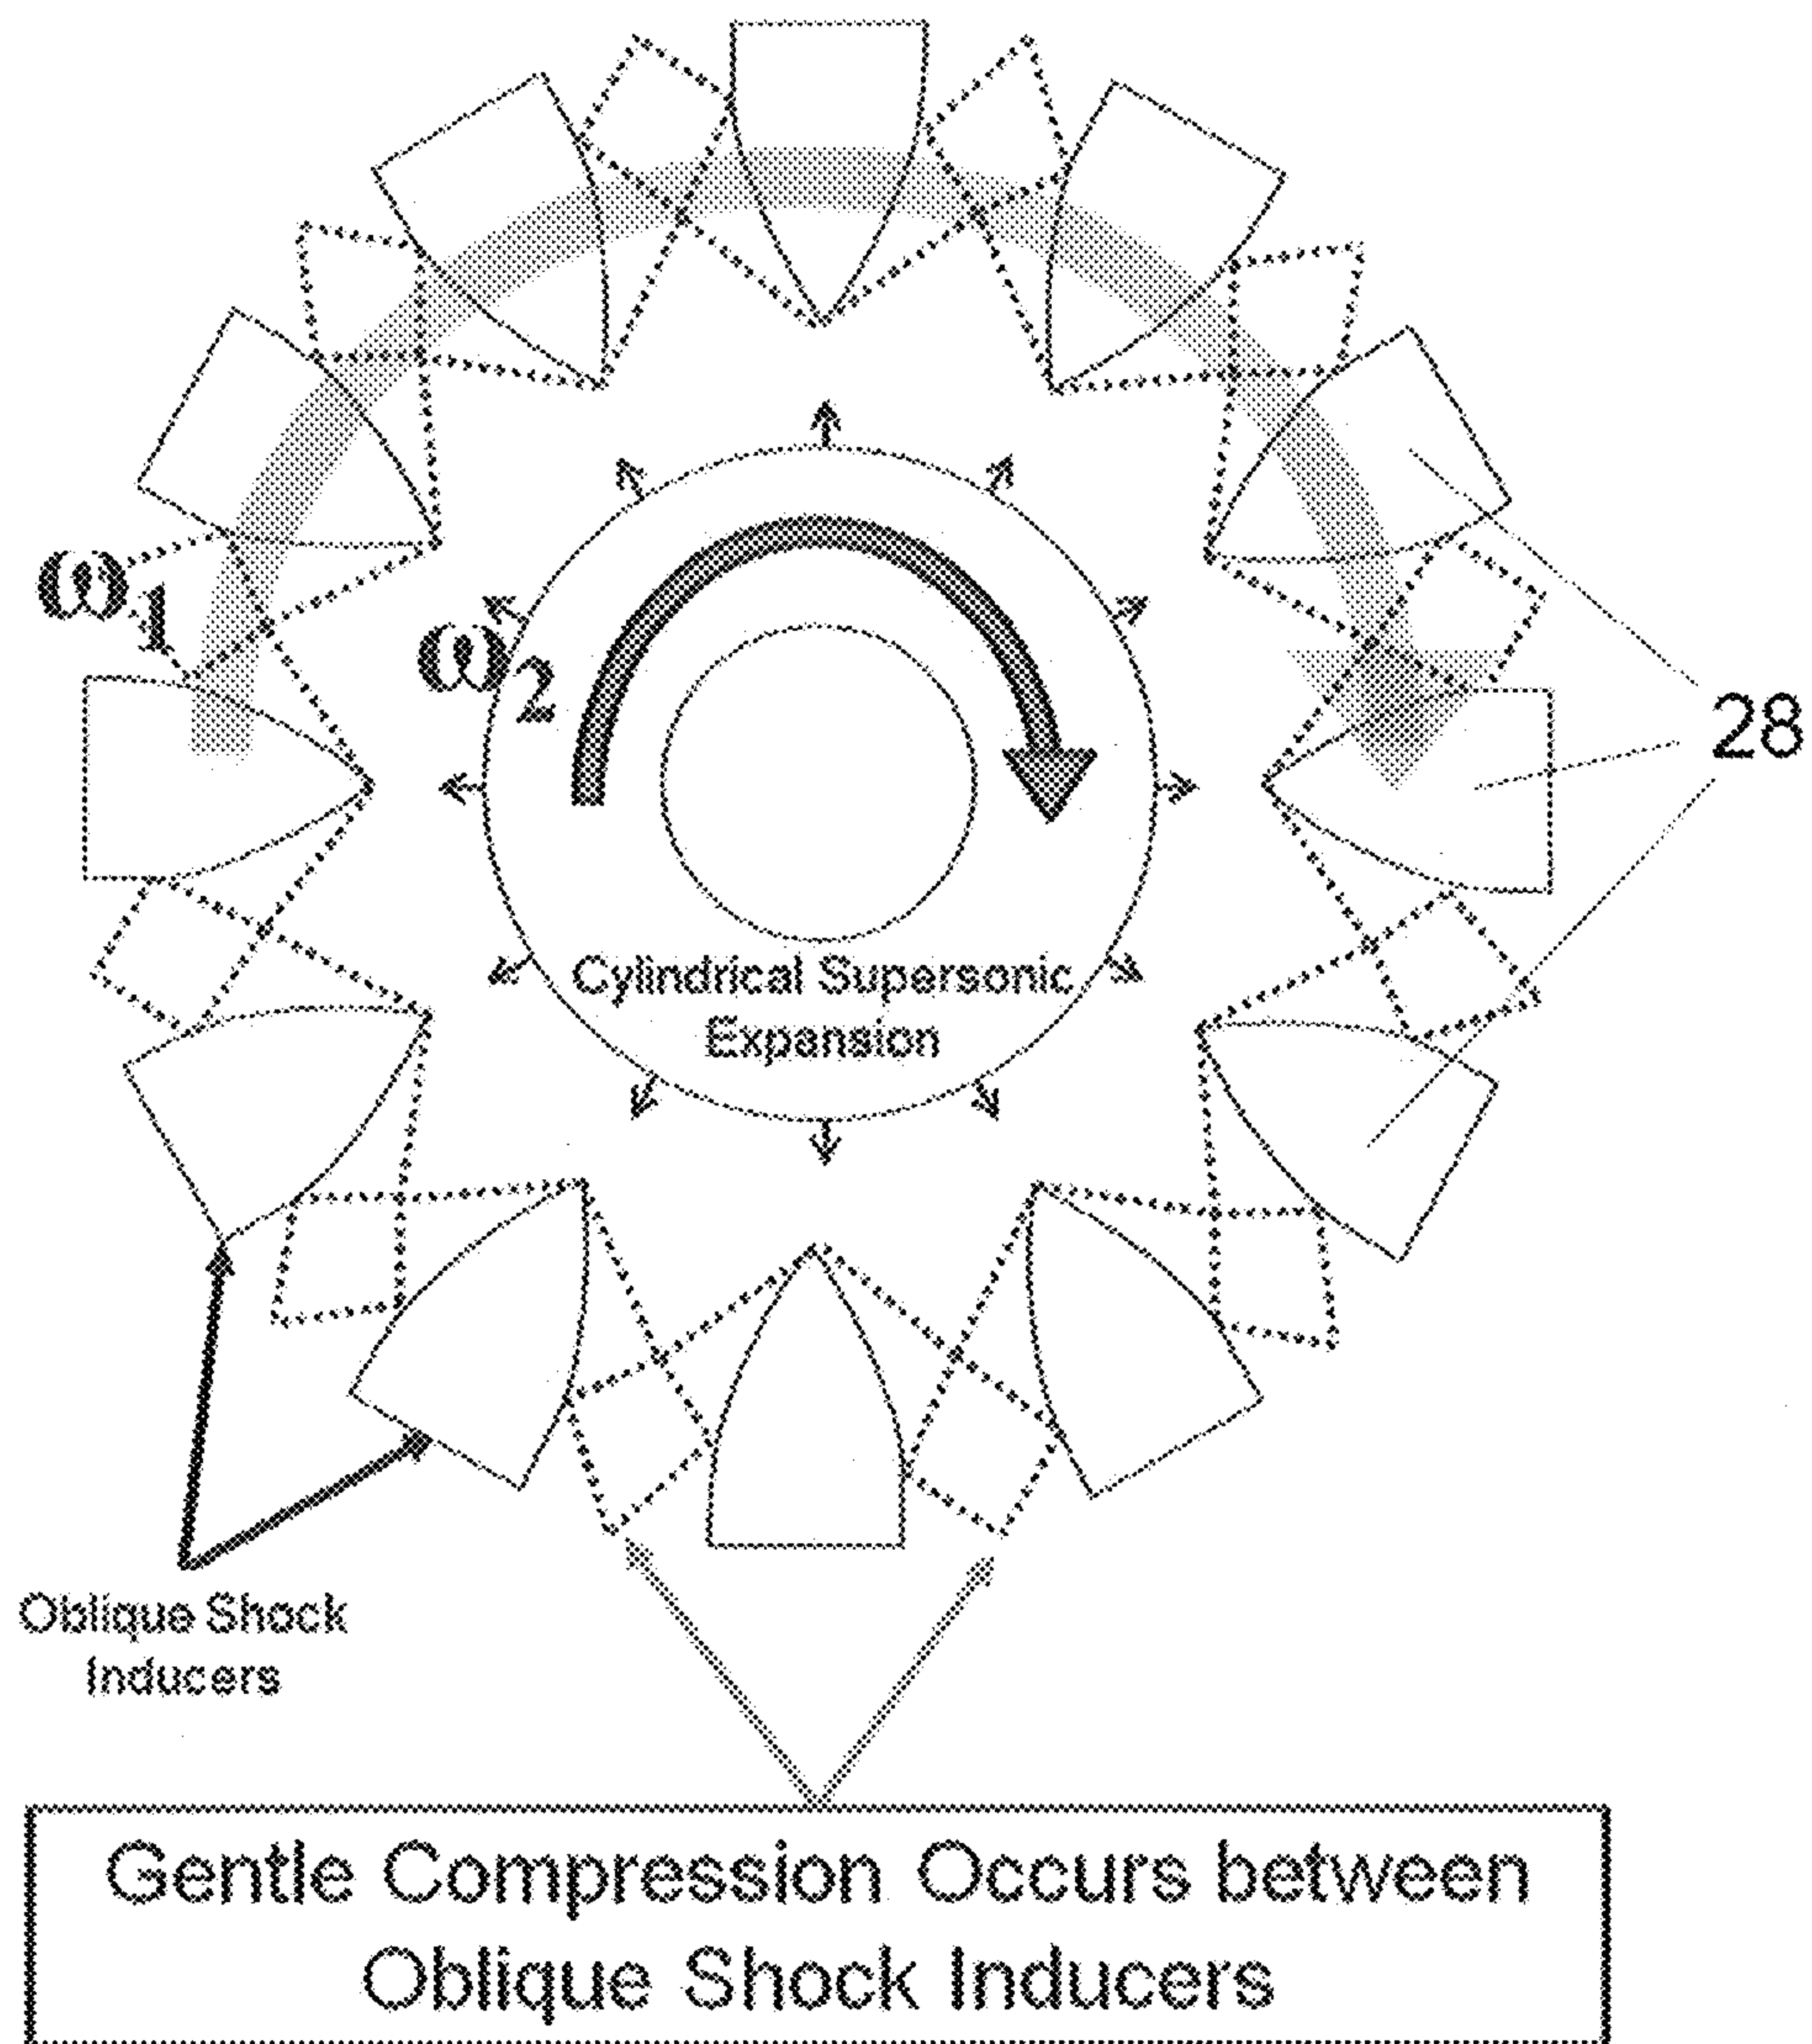 ω1
ω2
28
Cylindrical Supersonic
Expansion
Oblique Shock
Inducers
Gentle Compression Occurs between
Oblique Shock Inducers